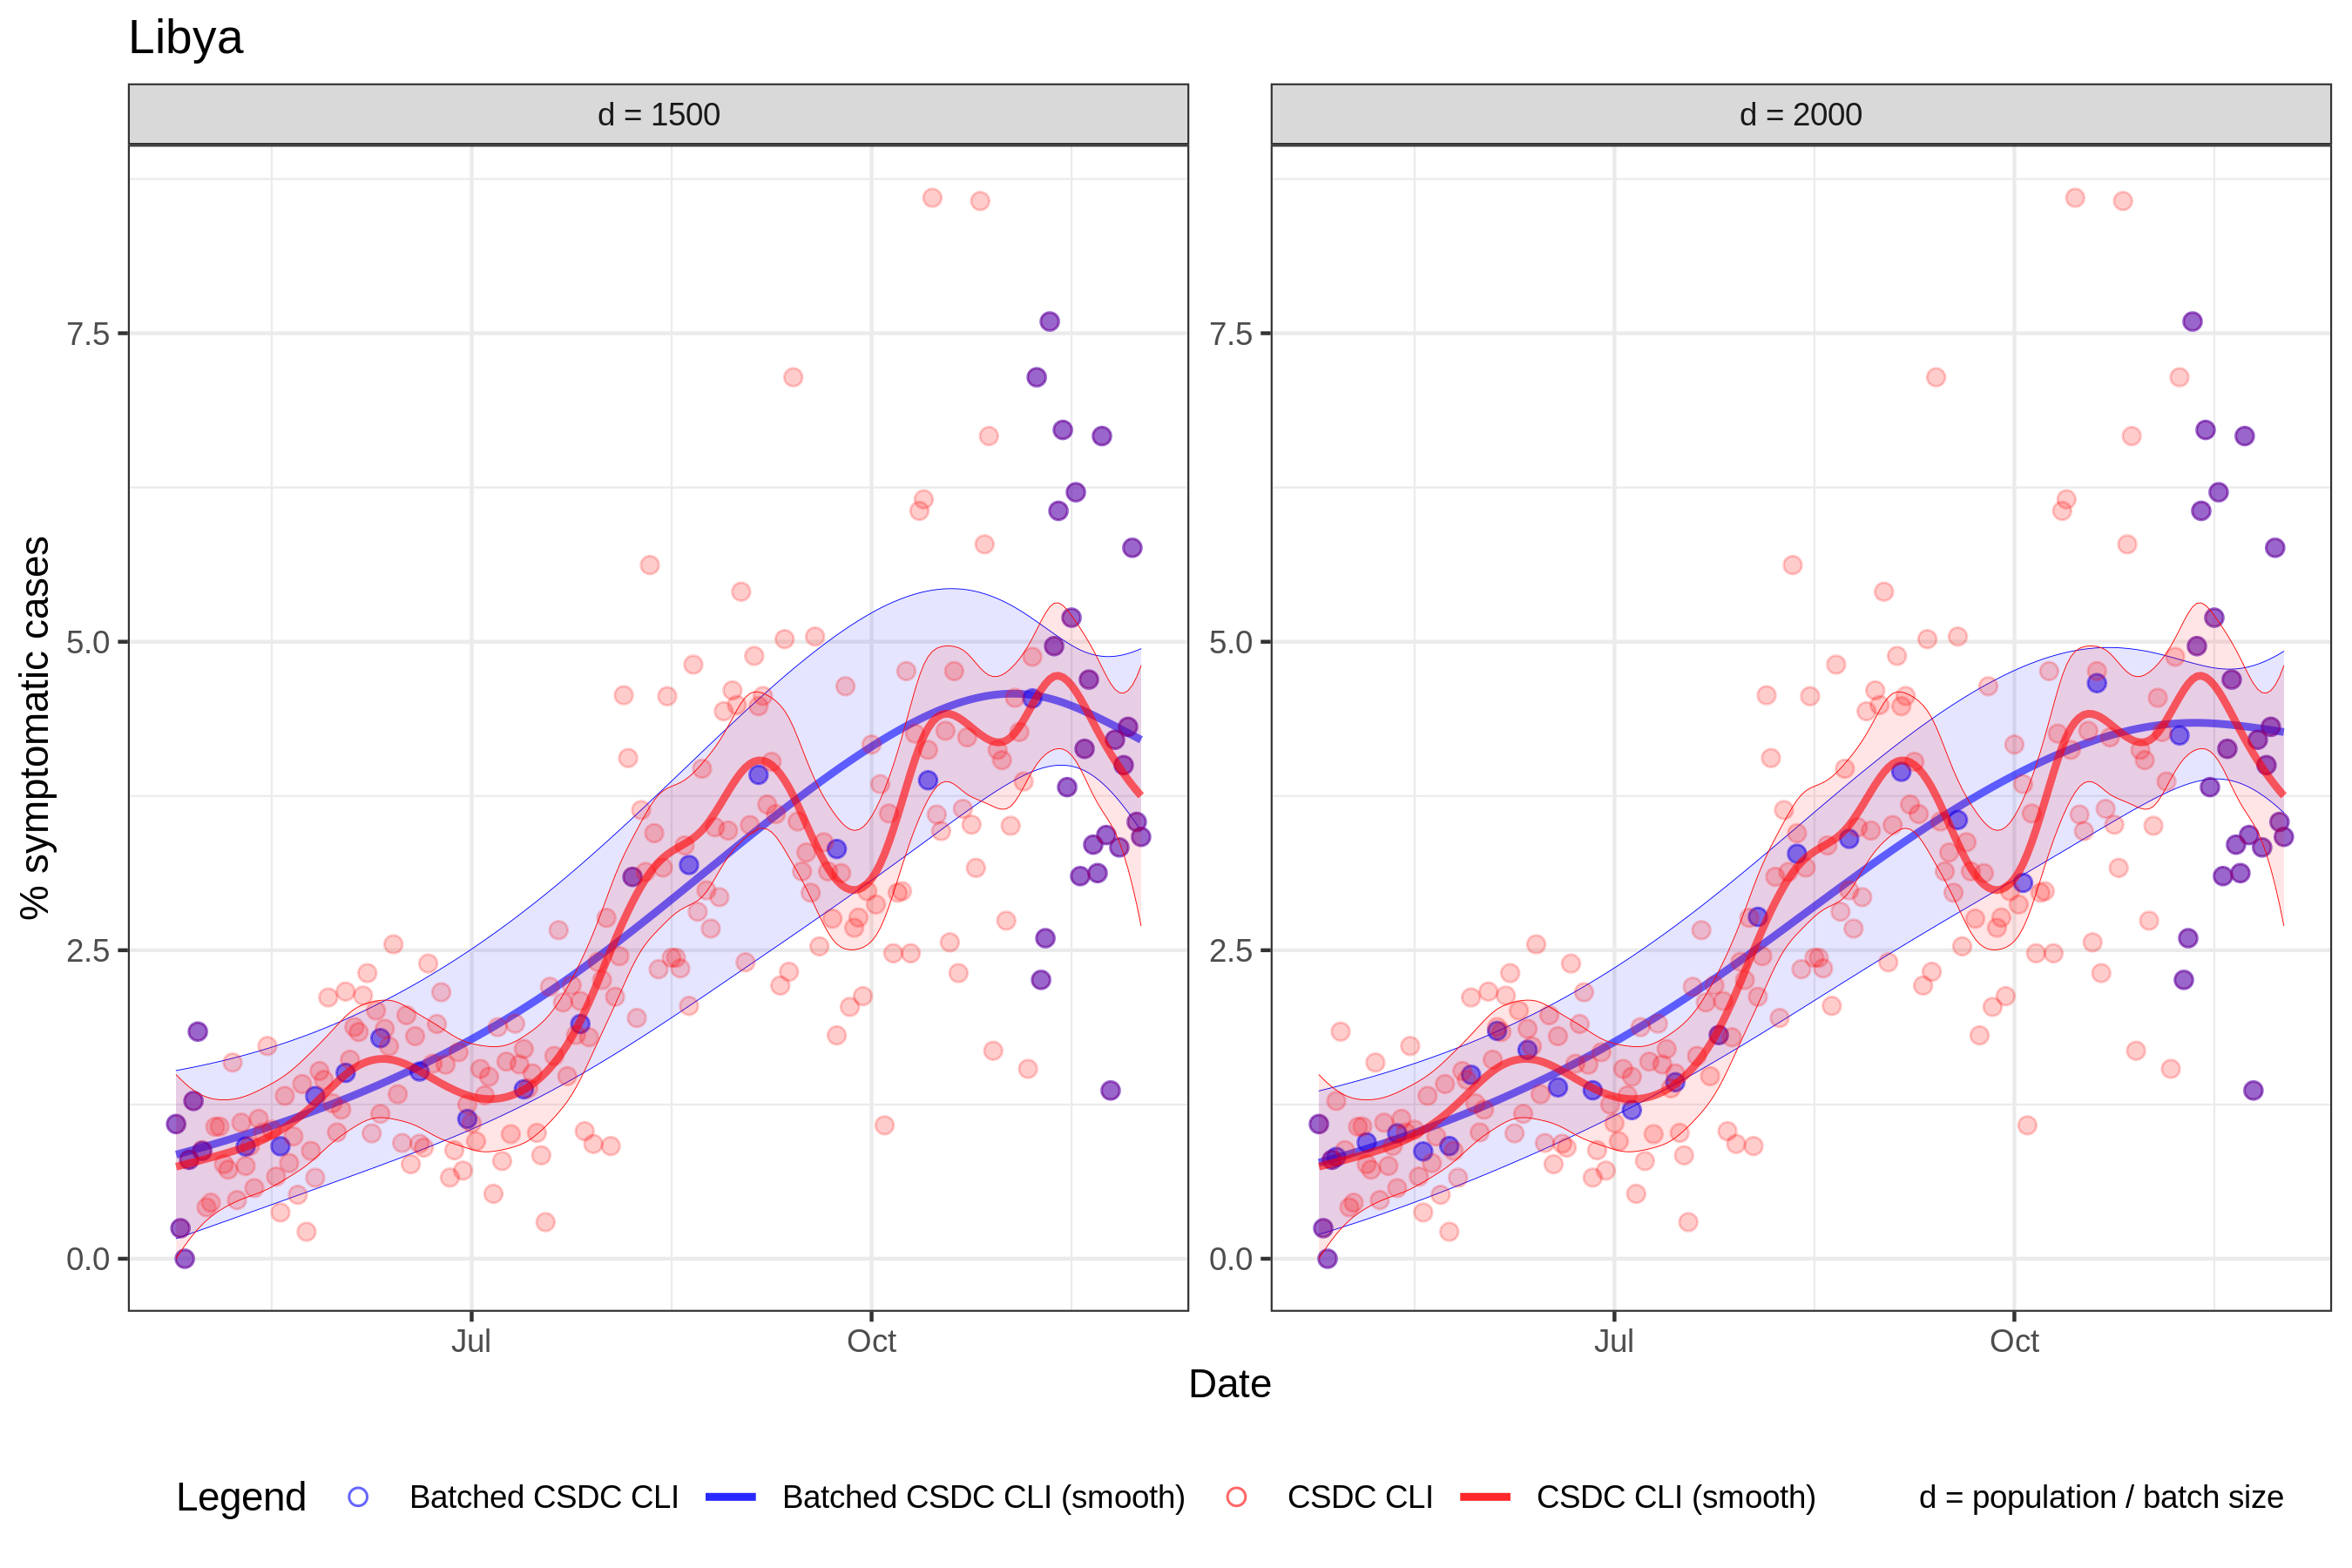 Libya
d = 1500
d = 2000
% symptomatic cases
7.5
5.0
2.5
0.0
7.5
5.0
2.5
0.0
Jul
Oct
Jul
Oct
Date
Legend
Batched CSDC CLI
Batched CSDC CLI (smooth)
CSDC CLI
CSDC CLI (smooth)
d = population / batch size